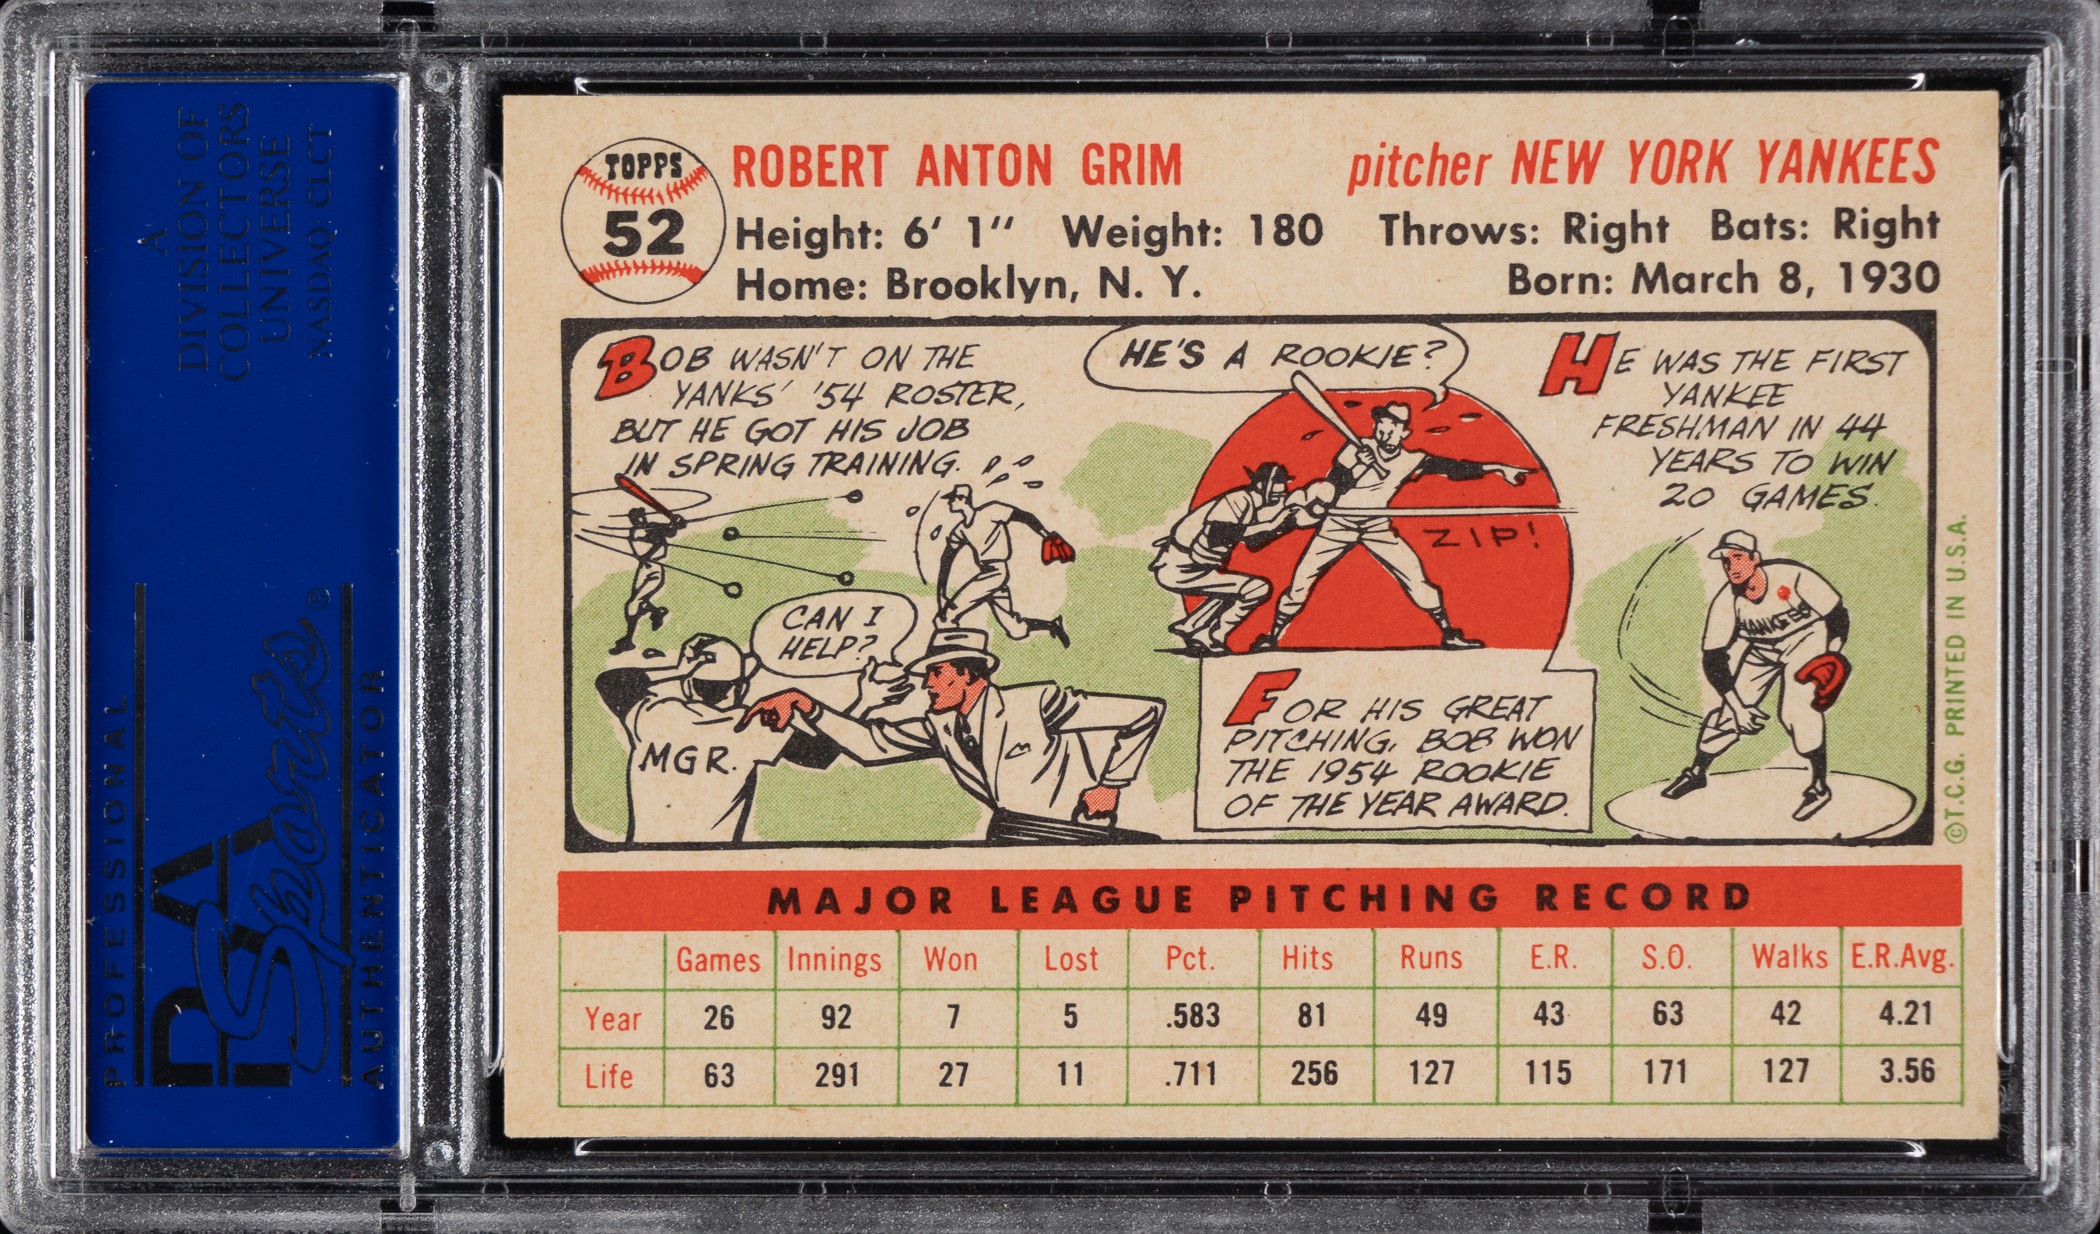 A
DIVISION OF
COLLECTORS
UNIVERSE
NASDAQ: CLCT
PROFESSIONAL
PSA
Sports®
AUTHENTICATOR
TOPPS
52
ROBERT ANTON GRIM
pitcher NEW YORK YANKEES
Height: 6' 1" Weight: 180 Throws: Right Bats: Right
Home: Brooklyn, N. Y. Born: March 8, 1930
BOB WASN'T ON THE
YANKS' '54 ROSTER,
BUT HE GOT HIS JOB
IN SPRING TRAINING.
CAN I
HELP?
MGR.
HE'S A ROOKIE?
ZIP!
FOR HIS GREAT
PITCHING, BOB WON
THE 1954 ROOKIE
OF THE YEAR AWARD.
HE WAS THE FIRST
YANKEE
FRESHMAN IN 44
YEARS TO WIN
20 GAMES.
YANKEES
©T.C.G. PRINTED IN U.S.A.
MAJOR LEAGUE PITCHING RECORD
Games Innings Won Lost Pct. Hits Runs E.R. S.O. Walks E.R.Avg.
Year 26 92 7 5 .583 81 49 43 63 42 4.21
Life 63 291 27 11 .711 256 127 115 171 127 3.56